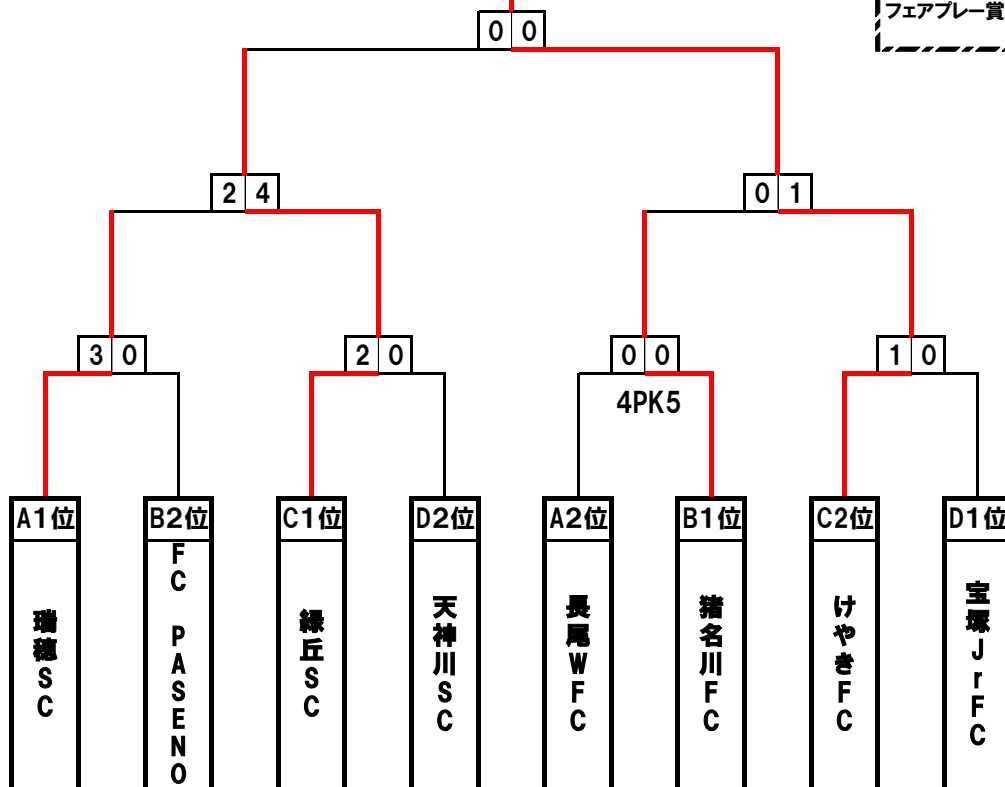 フェアプレー賞
0 0
2 4
0 1
3 0
2 0
0 0
1 0
4PK5
A1位
B2位
C1位
D2位
A2位
B1位
C2位
D1位
瑞穂SC
FC PASENO
緑丘SC
天神川SC
長尾WFC
猪名川FC
けやきFC
宝塚JrFC